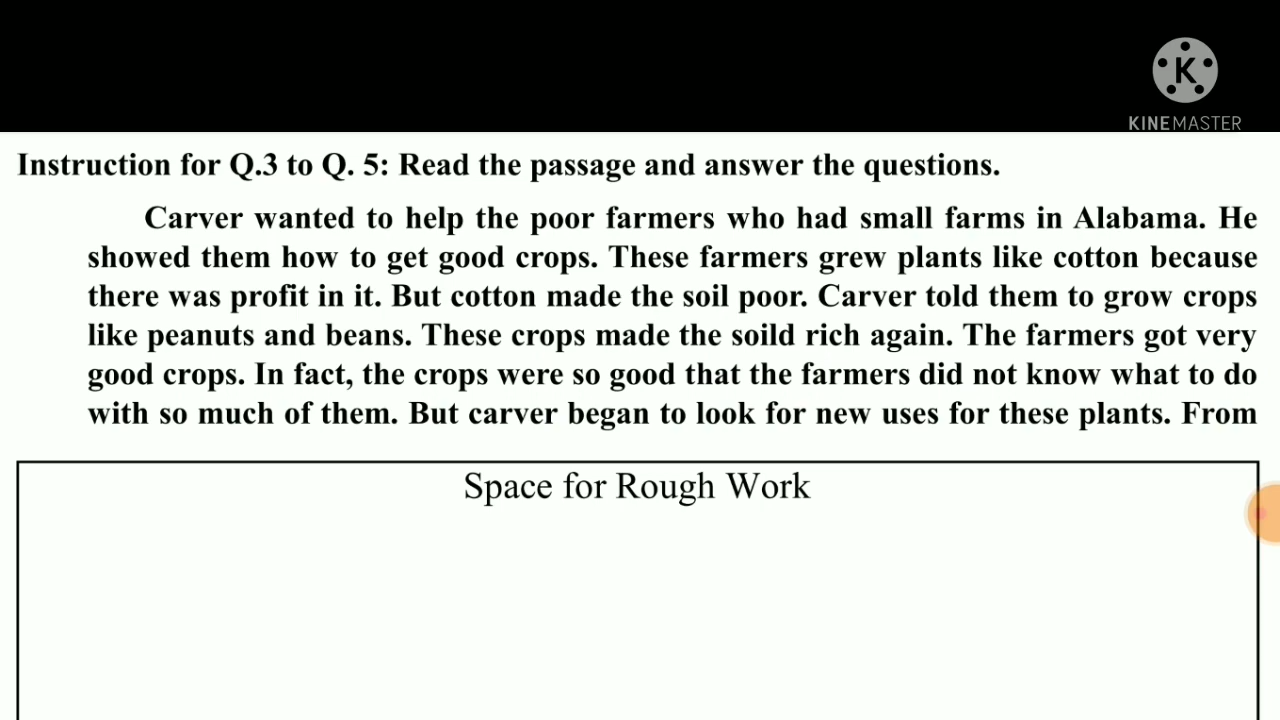 K
KINEMASTER
Instruction for Q.3 to Q. 5: Read the passage and answer the questions.
Carver wanted to help the poor farmers who had small farms in Alabama. He
showed them how to get good crops. These farmers grew plants like cotton because
there was profit in it. But cotton made the soil poor. Carver told them to grow crops
like peanuts and beans. These crops made the soild rich again. The farmers got very
good crops. In fact, the crops were so good that the farmers did not know what to do
with so much of them. But carver began to look for new uses for these plants. From
Space for Rough Work